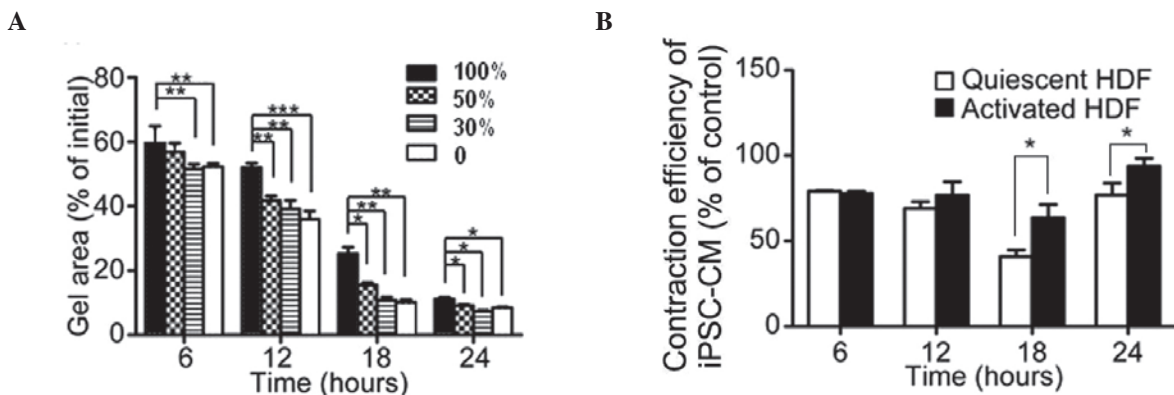 A
Gel area (% of initial)
80
60
40
20
0
**
**
***
**
**
**
**
*
*
*
*
100%
50%
30%
0
6 12 18 24
Time (hours)
B
Contraction efficiency of
iPSC-CM (% of control)
150
100
50
0
Quiescent HDF
Activated HDF
*
*
6 12 18 24
Time (hours)